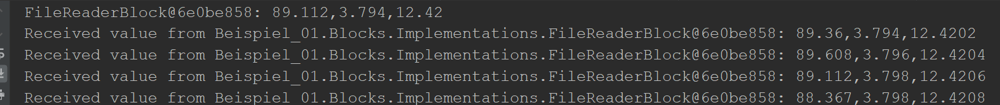 FileReaderBlock@6e0be858: 89.112,3.794,12.42
Received value from Beispiel_01.Blocks.Implementations.FileReaderBlock@6e0be858: 89.36,3.794,12.4202
Received value from Beispiel_01.Blocks.Implementations.FileReaderBlock@6e0be858: 89.608,3.796,12.4204
Received value from Beispiel_01.Blocks.Implementations.FileReaderBlock@6e0be858: 89.112,3.798,12.4206
Received value from Beispiel_01.Blocks.Implementations.FileReaderBlock@6e0be858: 88.367,3.798,12.4208